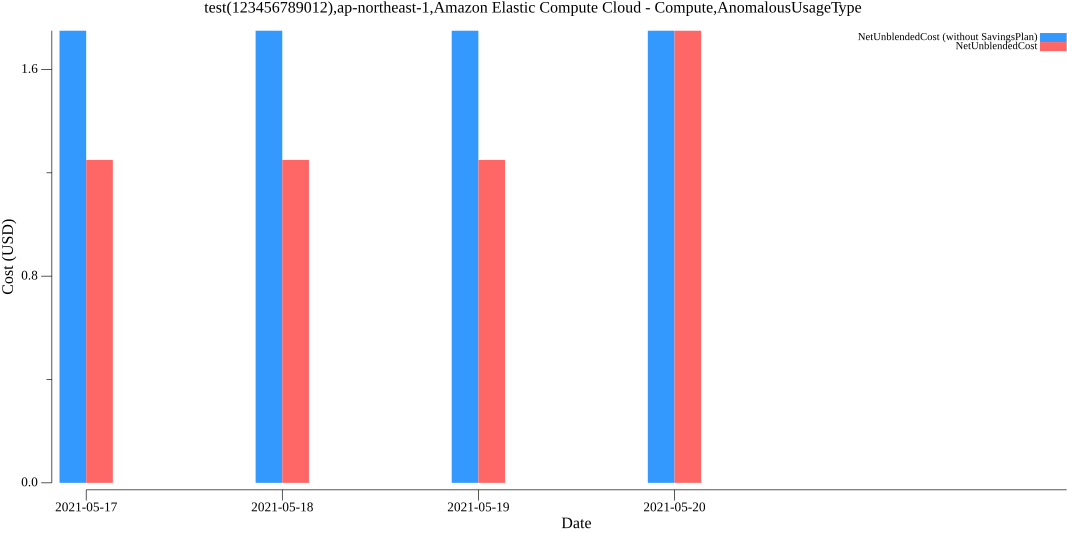 test(123456789012),ap-northeast-1,Amazon Elastic Compute Cloud - Compute,AnomalousUsageType
NetUnblendedCost (without SavingsPlan)
NetUnblendedCost
Cost (USD)
1.6
0.8
0.0
2021-05-17 2021-05-18 2021-05-19 2021-05-20
Date